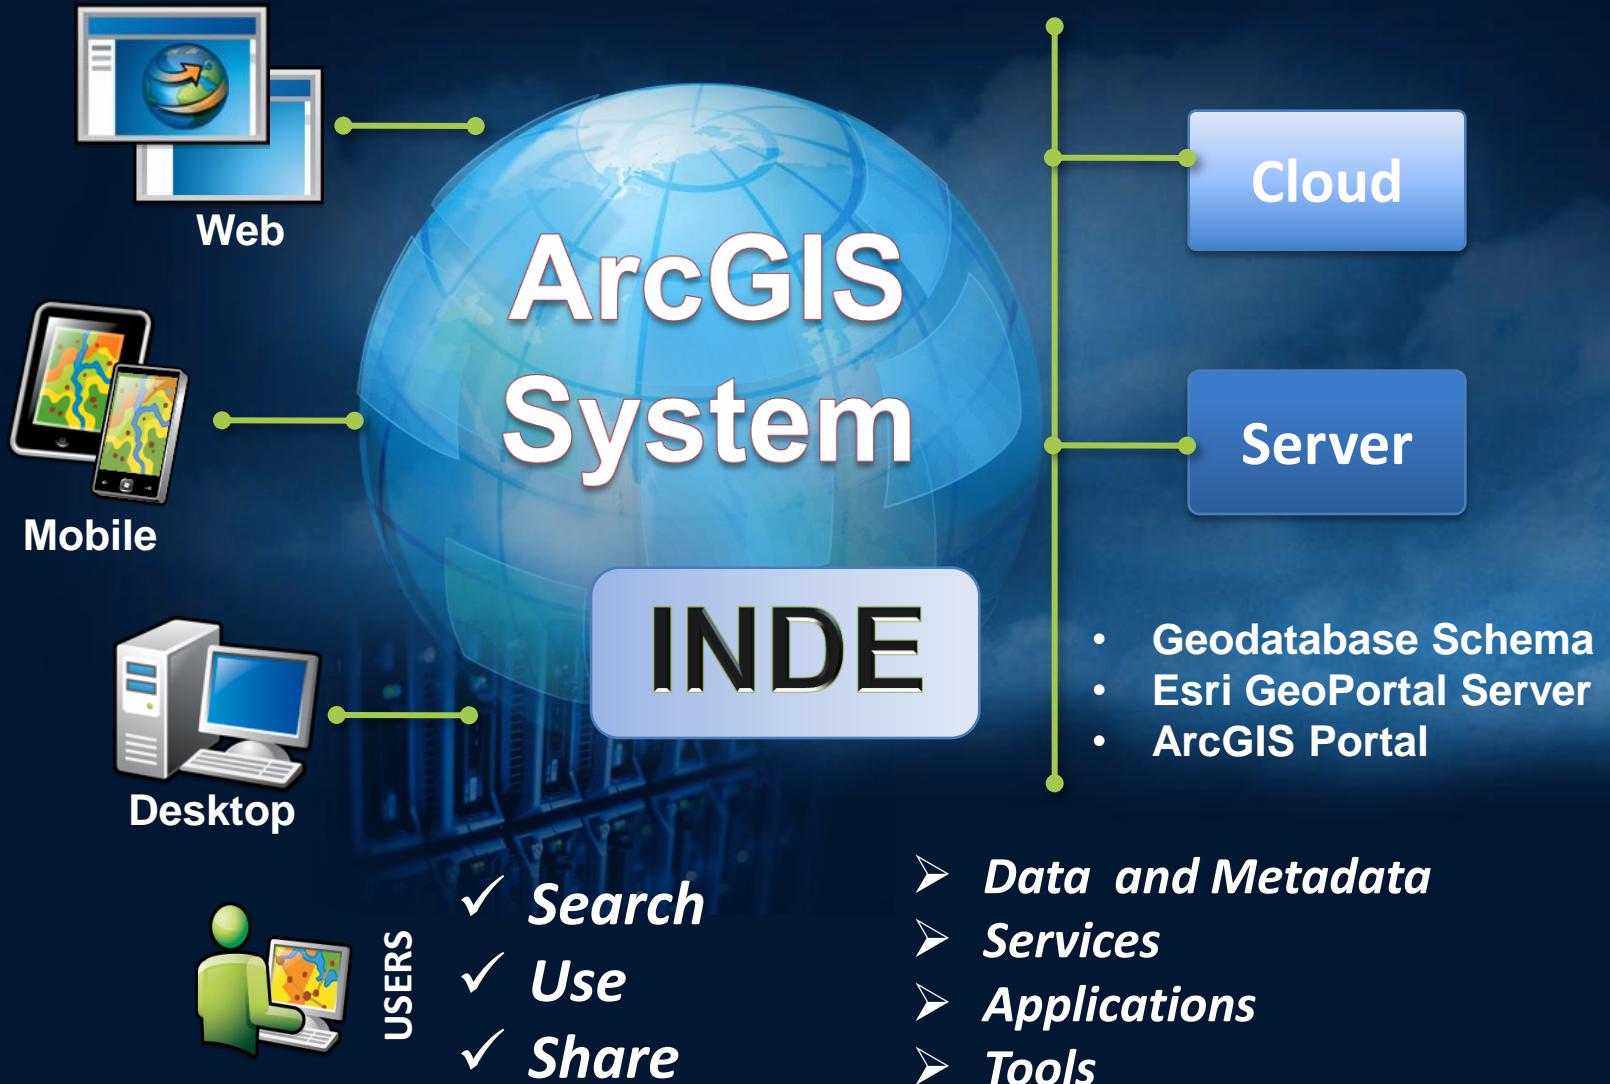 Web
ArcGIS
System
Cloud
Server
Mobile
INDE
• Geodatabase Schema
• Esri GeoPortal Server
• ArcGIS Portal
Desktop
USERS
✓ Search
✓ Use
✓ Share
➢ Data and Metadata
➢ Services
➢ Applications
➢ Tools